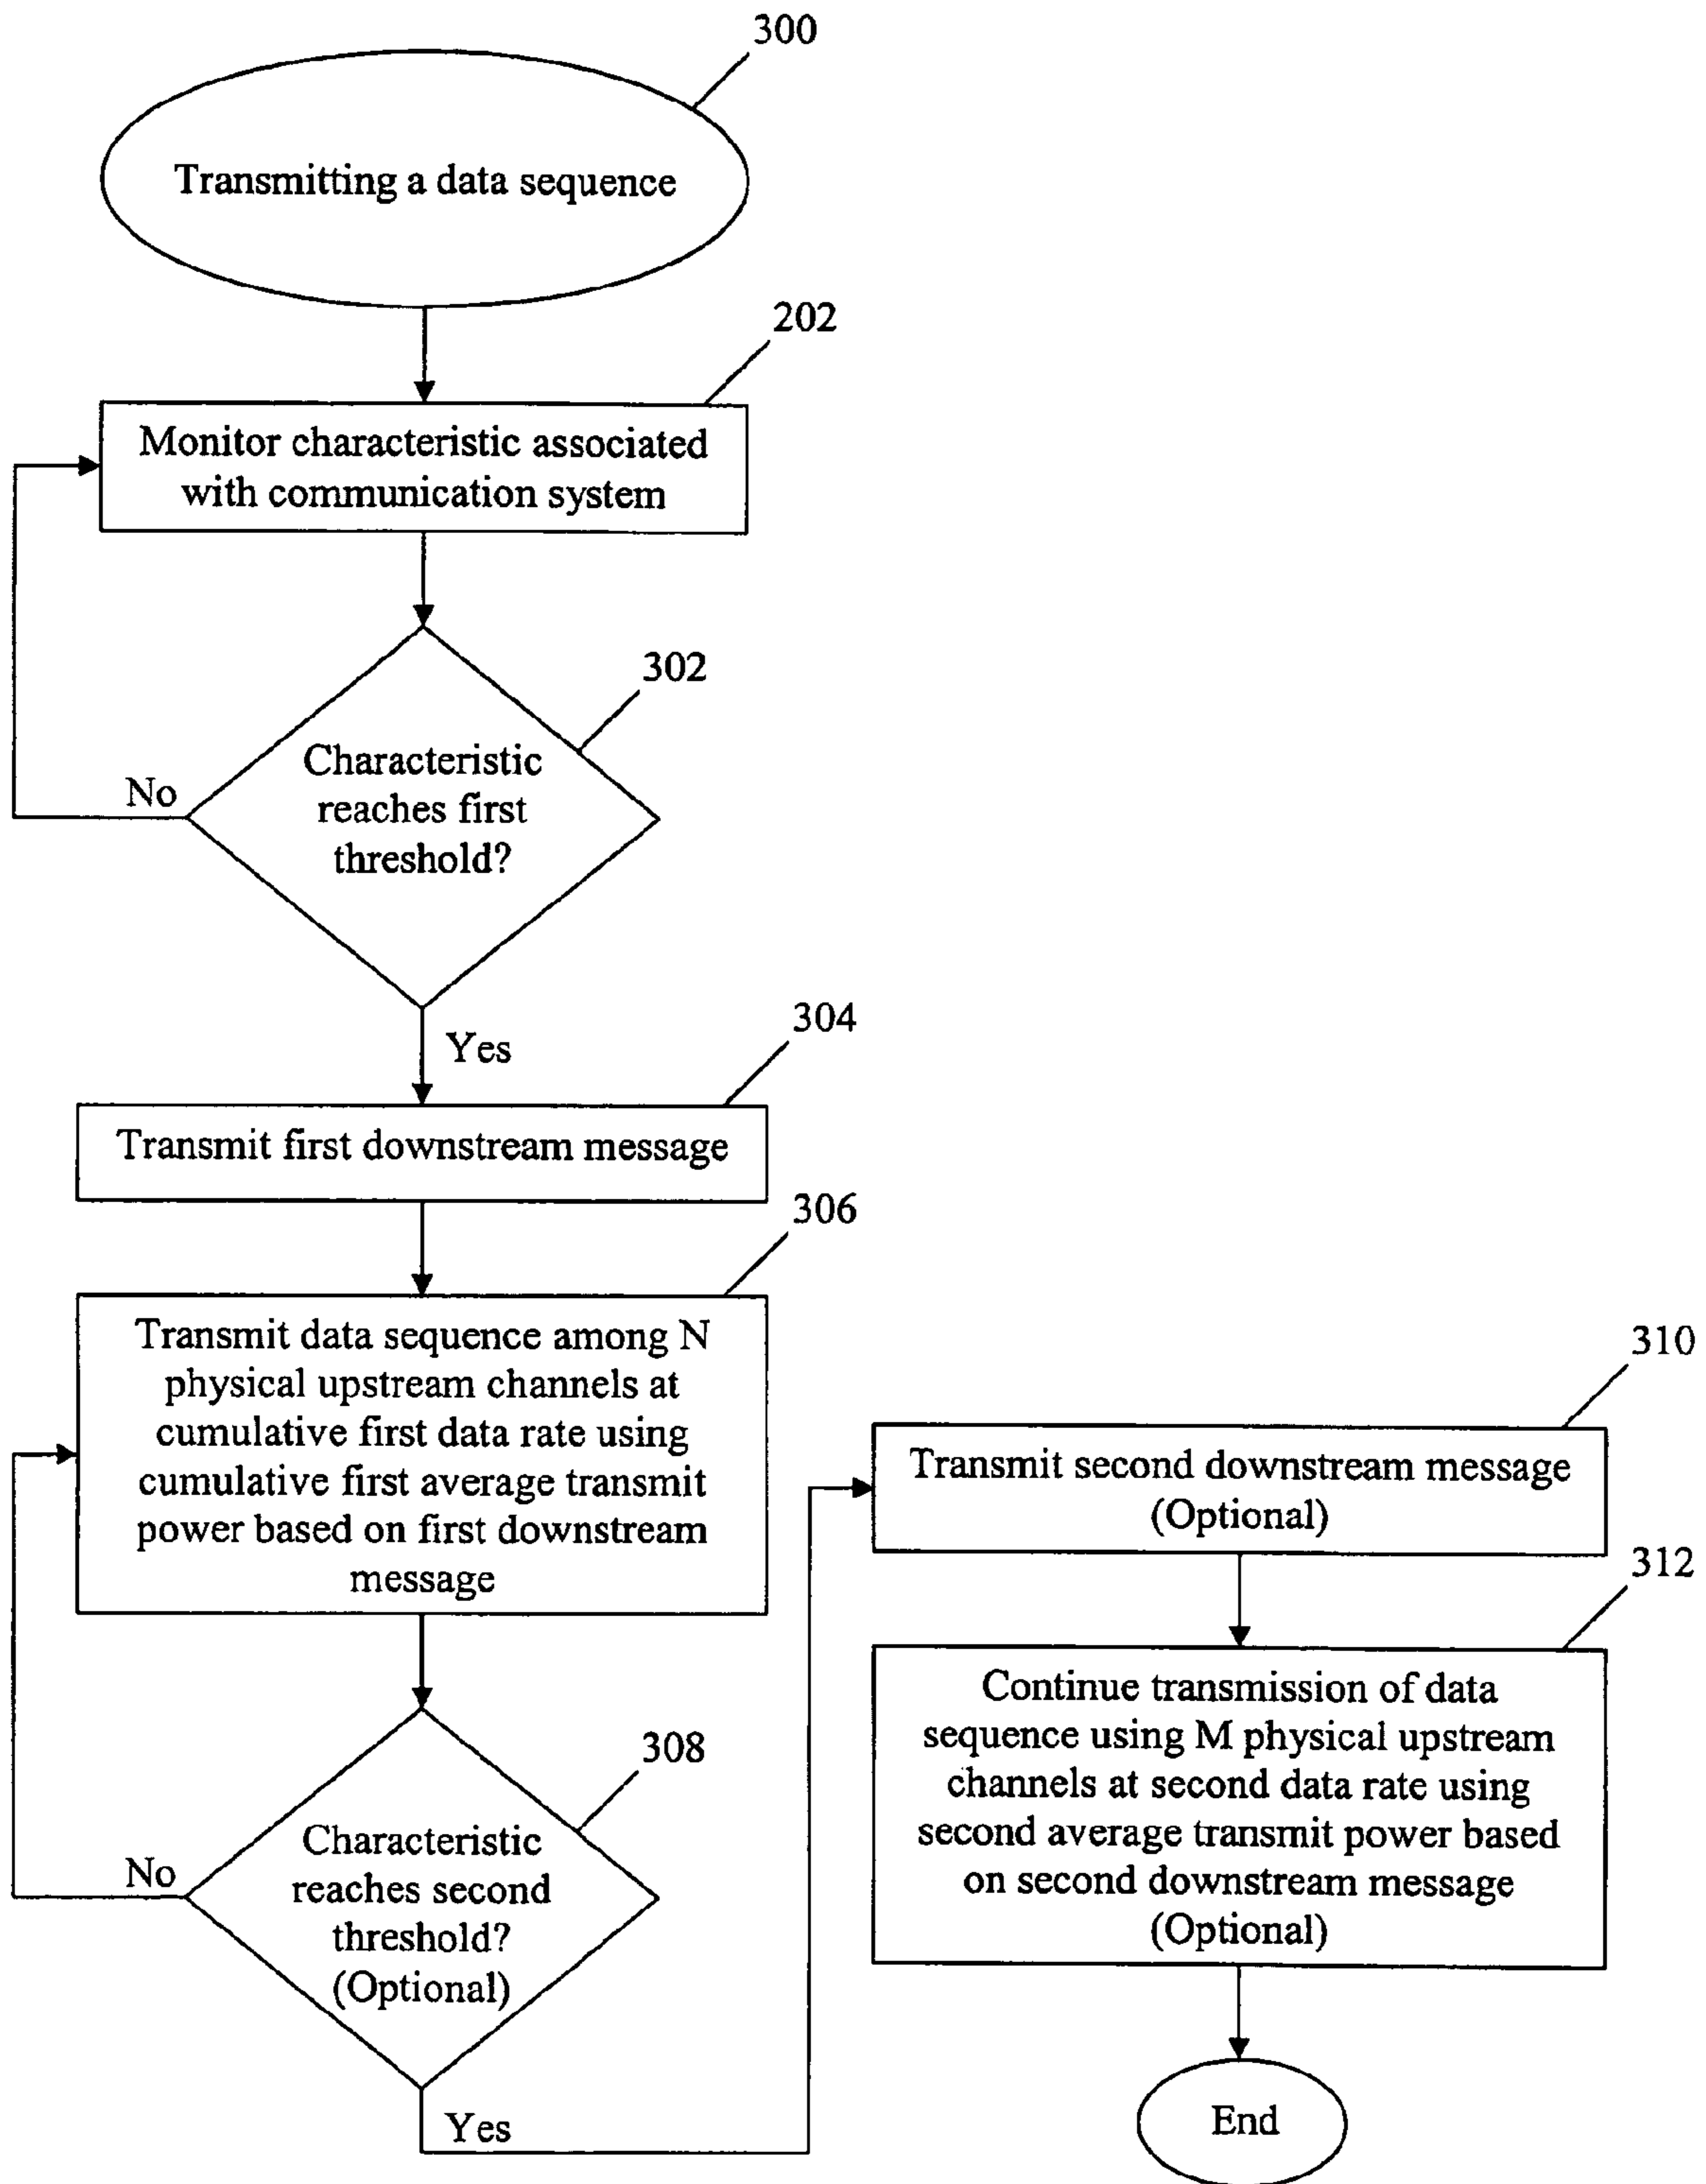 300
Transmitting a data sequence
202
Monitor characteristic associated
with communication system
302
Characteristic
reaches first
threshold?
No
Yes
304
Transmit first downstream message
306
Transmit data sequence among N
physical upstream channels at
cumulative first data rate using
cumulative first average transmit
power based on first downstream
message
308
Characteristic
reaches second
threshold?
(Optional)
No
Yes
310
Transmit second downstream message
(Optional)
312
Continue transmission of data
sequence using M physical upstream
channels at second data rate using
second average transmit power based
on second downstream message
(Optional)
End